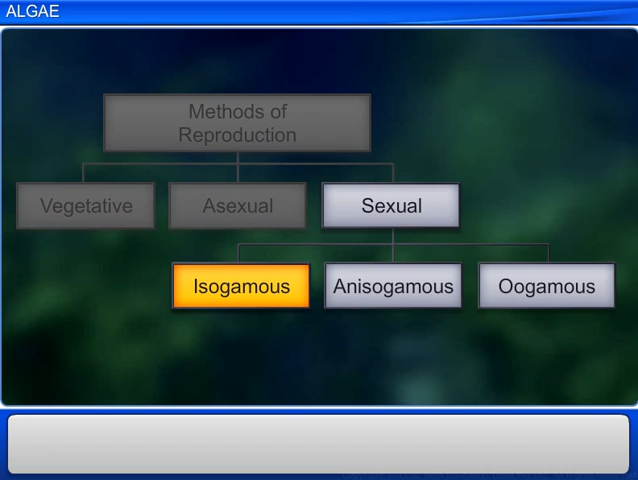 ALGAE
Methods of
Reproduction
Vegetative
Asexual
Sexual
Isogamous
Anisogamous
Oogamous